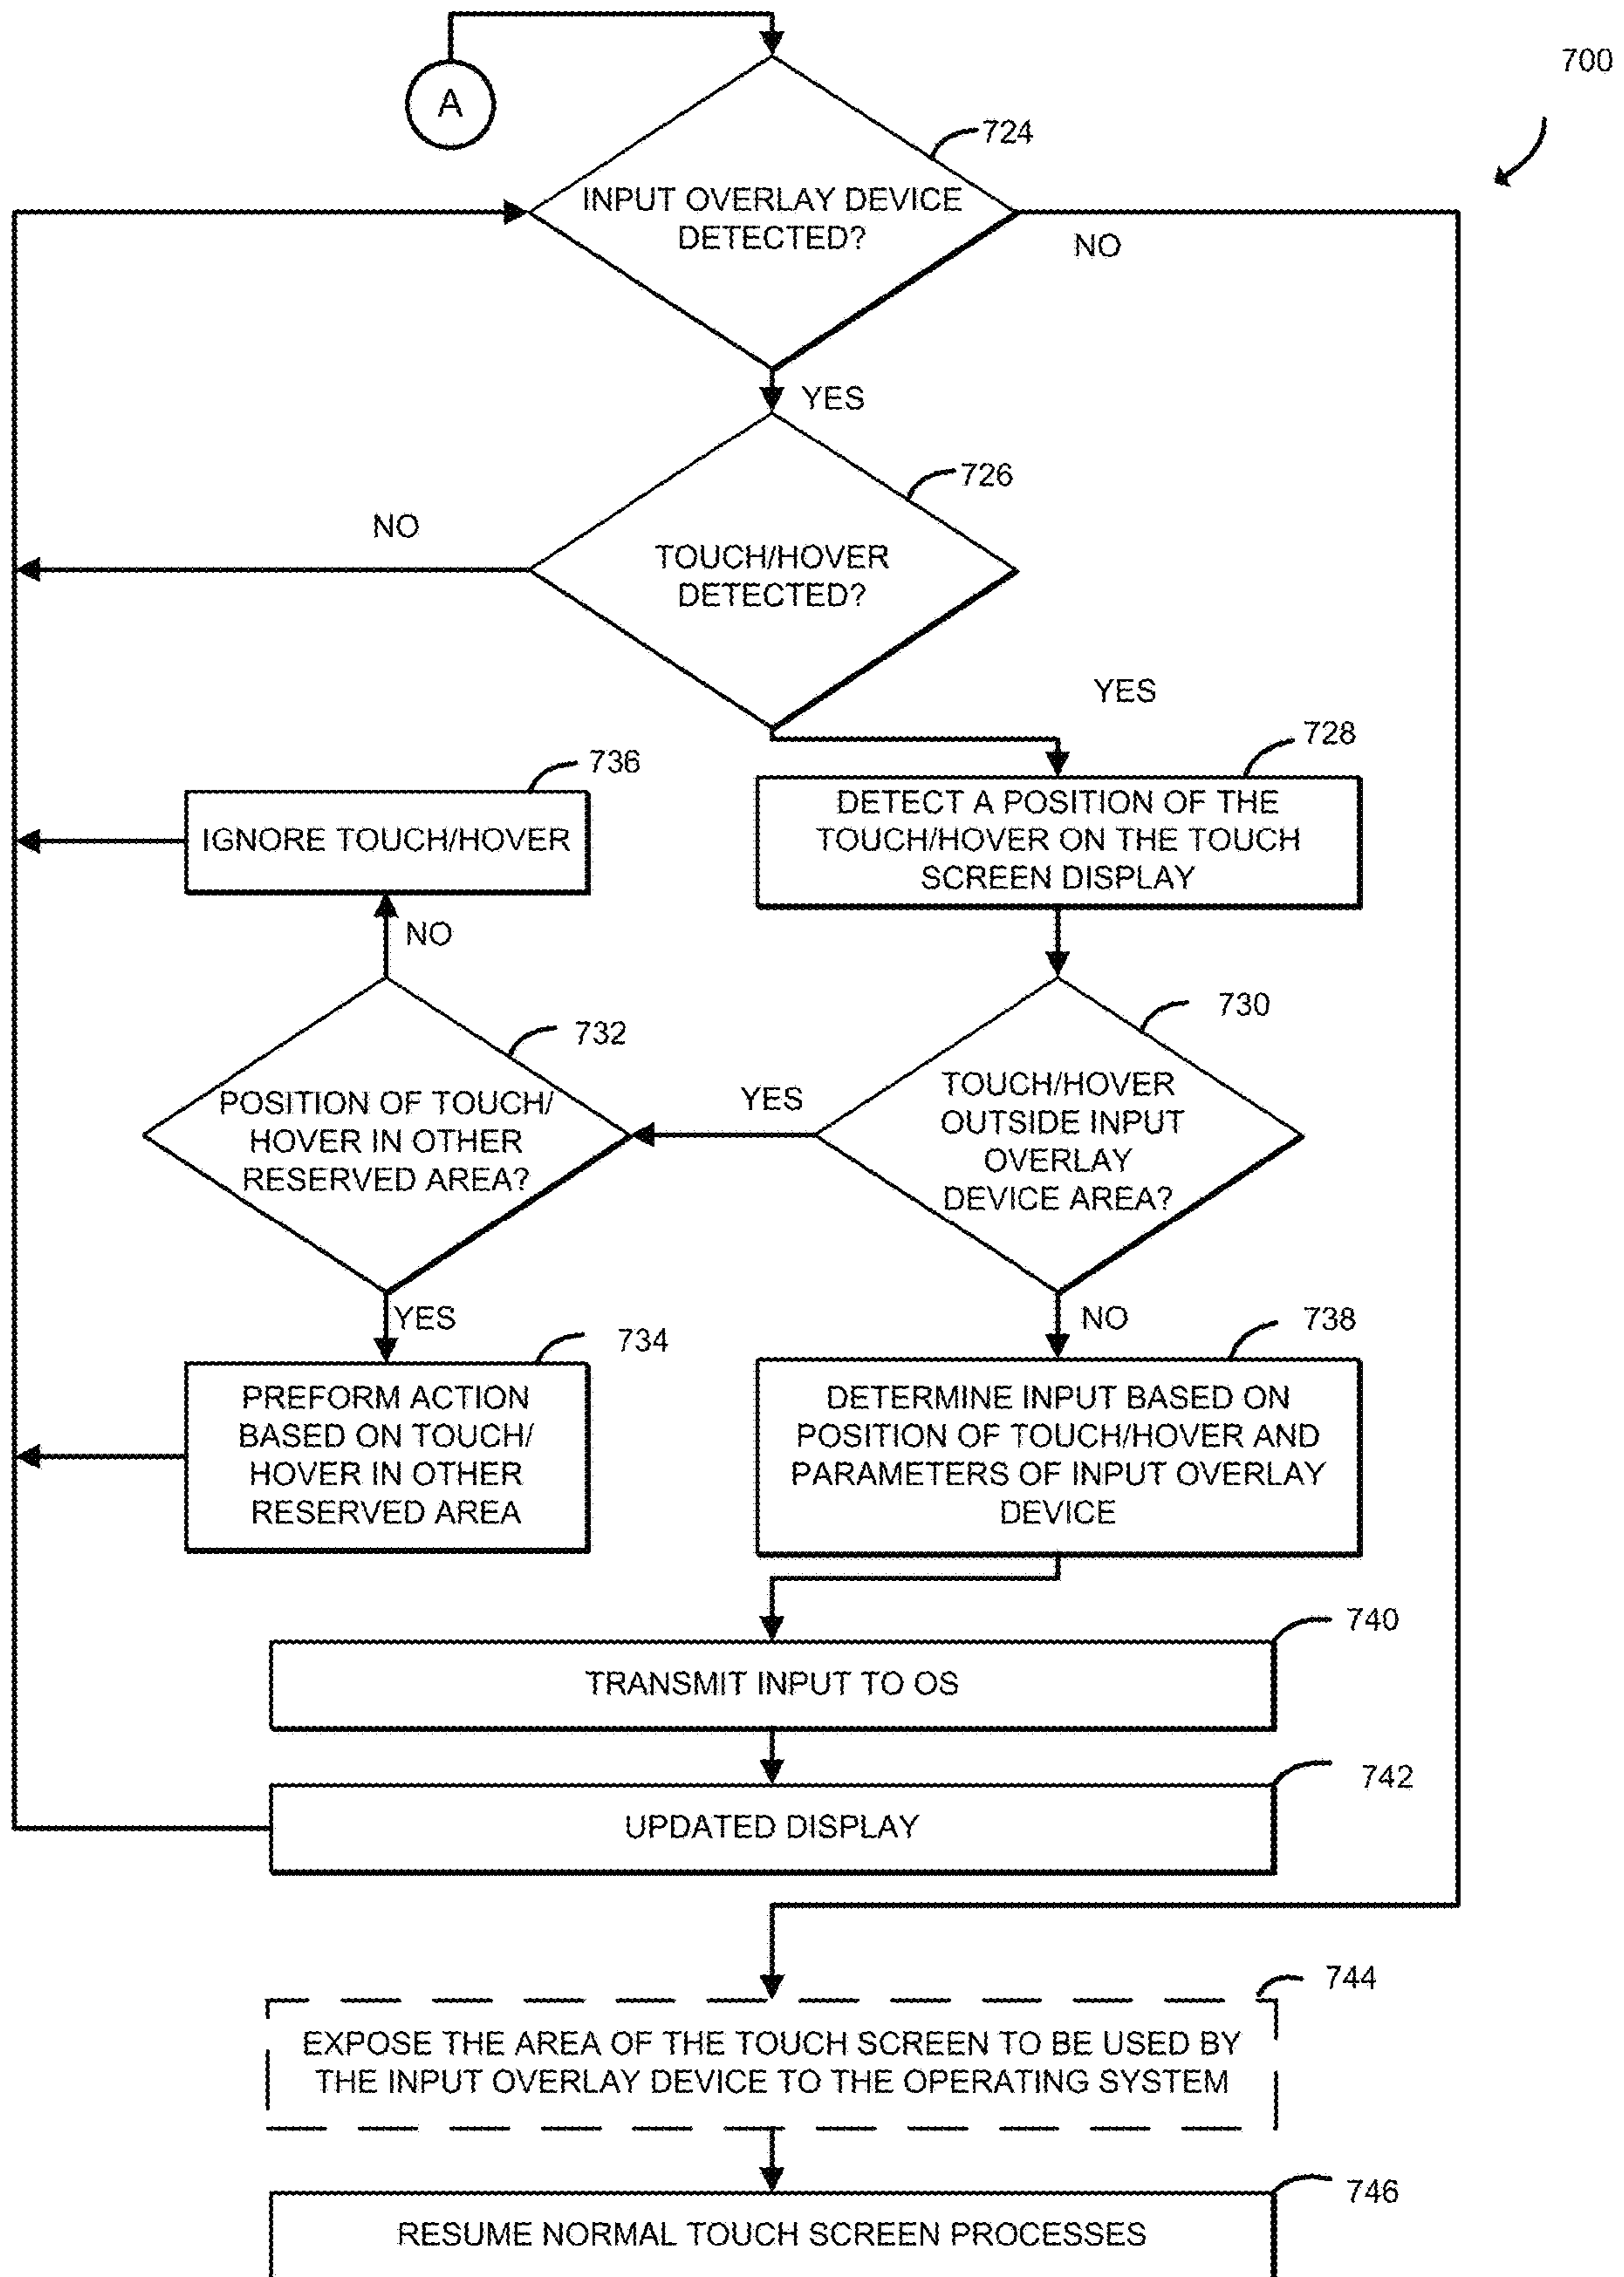 A
700
724
INPUT OVERLAY DEVICE
DETECTED?
NO
YES
726
NO
TOUCH/HOVER
DETECTED?
YES
728
736
DETECT A POSITION OF THE
TOUCH/HOVER ON THE TOUCH
SCREEN DISPLAY
IGNORE TOUCH/HOVER
NO
730
732
TOUCH/HOVER
OUTSIDE INPUT
OVERLAY
DEVICE AREA?
YES
POSITION OF TOUCH/
HOVER IN OTHER
RESERVED AREA?
YES
NO
734
738
PREFORM ACTION
BASED ON TOUCH/
HOVER IN OTHER
RESERVED AREA
DETERMINE INPUT BASED ON
POSITION OF TOUCH/HOVER AND
PARAMETERS OF INPUT OVERLAY
DEVICE
740
TRANSMIT INPUT TO OS
742
UPDATED DISPLAY
744
EXPOSE THE AREA OF THE TOUCH SCREEN TO BE USED BY
THE INPUT OVERLAY DEVICE TO THE OPERATING SYSTEM
746
RESUME NORMAL TOUCH SCREEN PROCESSES